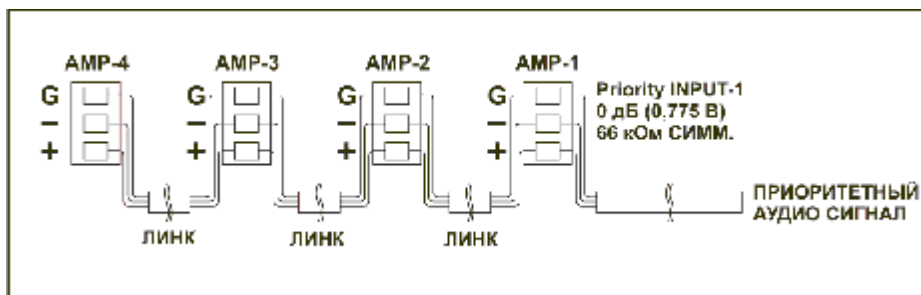 AMP-4 AMP-3 AMP-2 AMP-1
G G G G
– – – –
+ + + +
Priority INPUT-1
0 дБ (0.775 В)
66 кОм СИММ.
ПРИОРИТЕТНЫЙ
АУДИО СИГНАЛ
ЛИНК ЛИНК ЛИНК